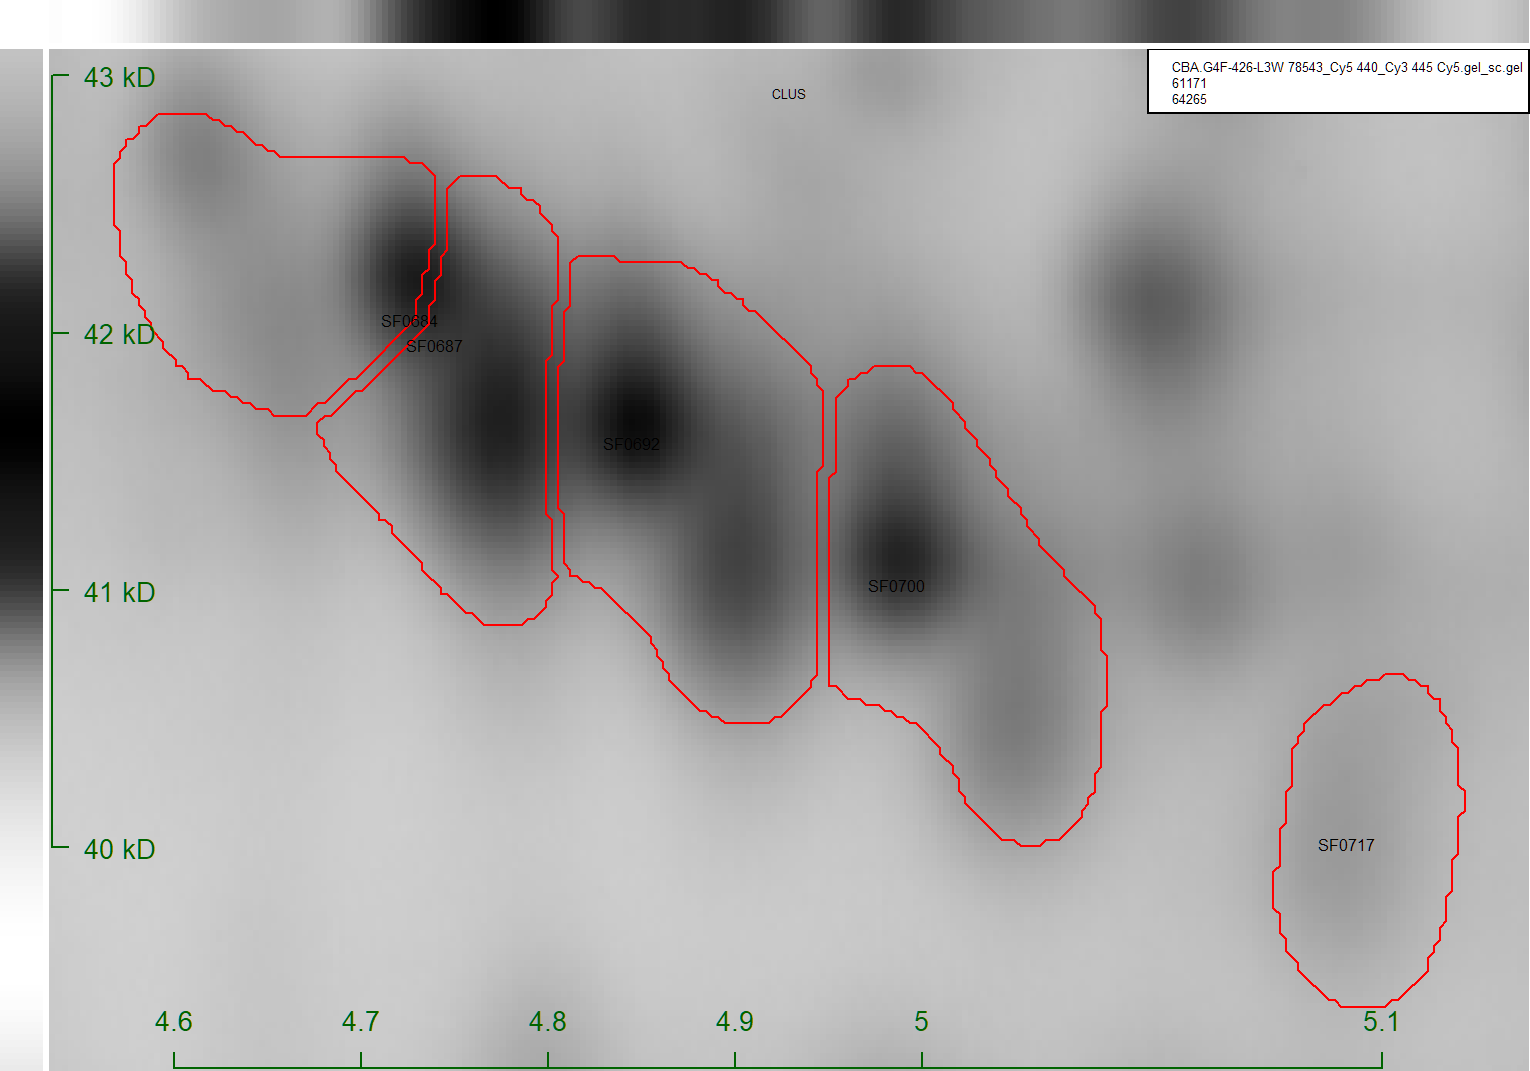 CBA.G4F-426-L3W 78543_Cy5 440_Cy3 445 Cy5.gel_sc.gel
61171
64265
43 kD
CLUS
SF0684
42 kD
SF0687
SF0692
SF0700
41 kD
SF0717
40 kD
4.6 4.7 4.8 4.9 5 5.1